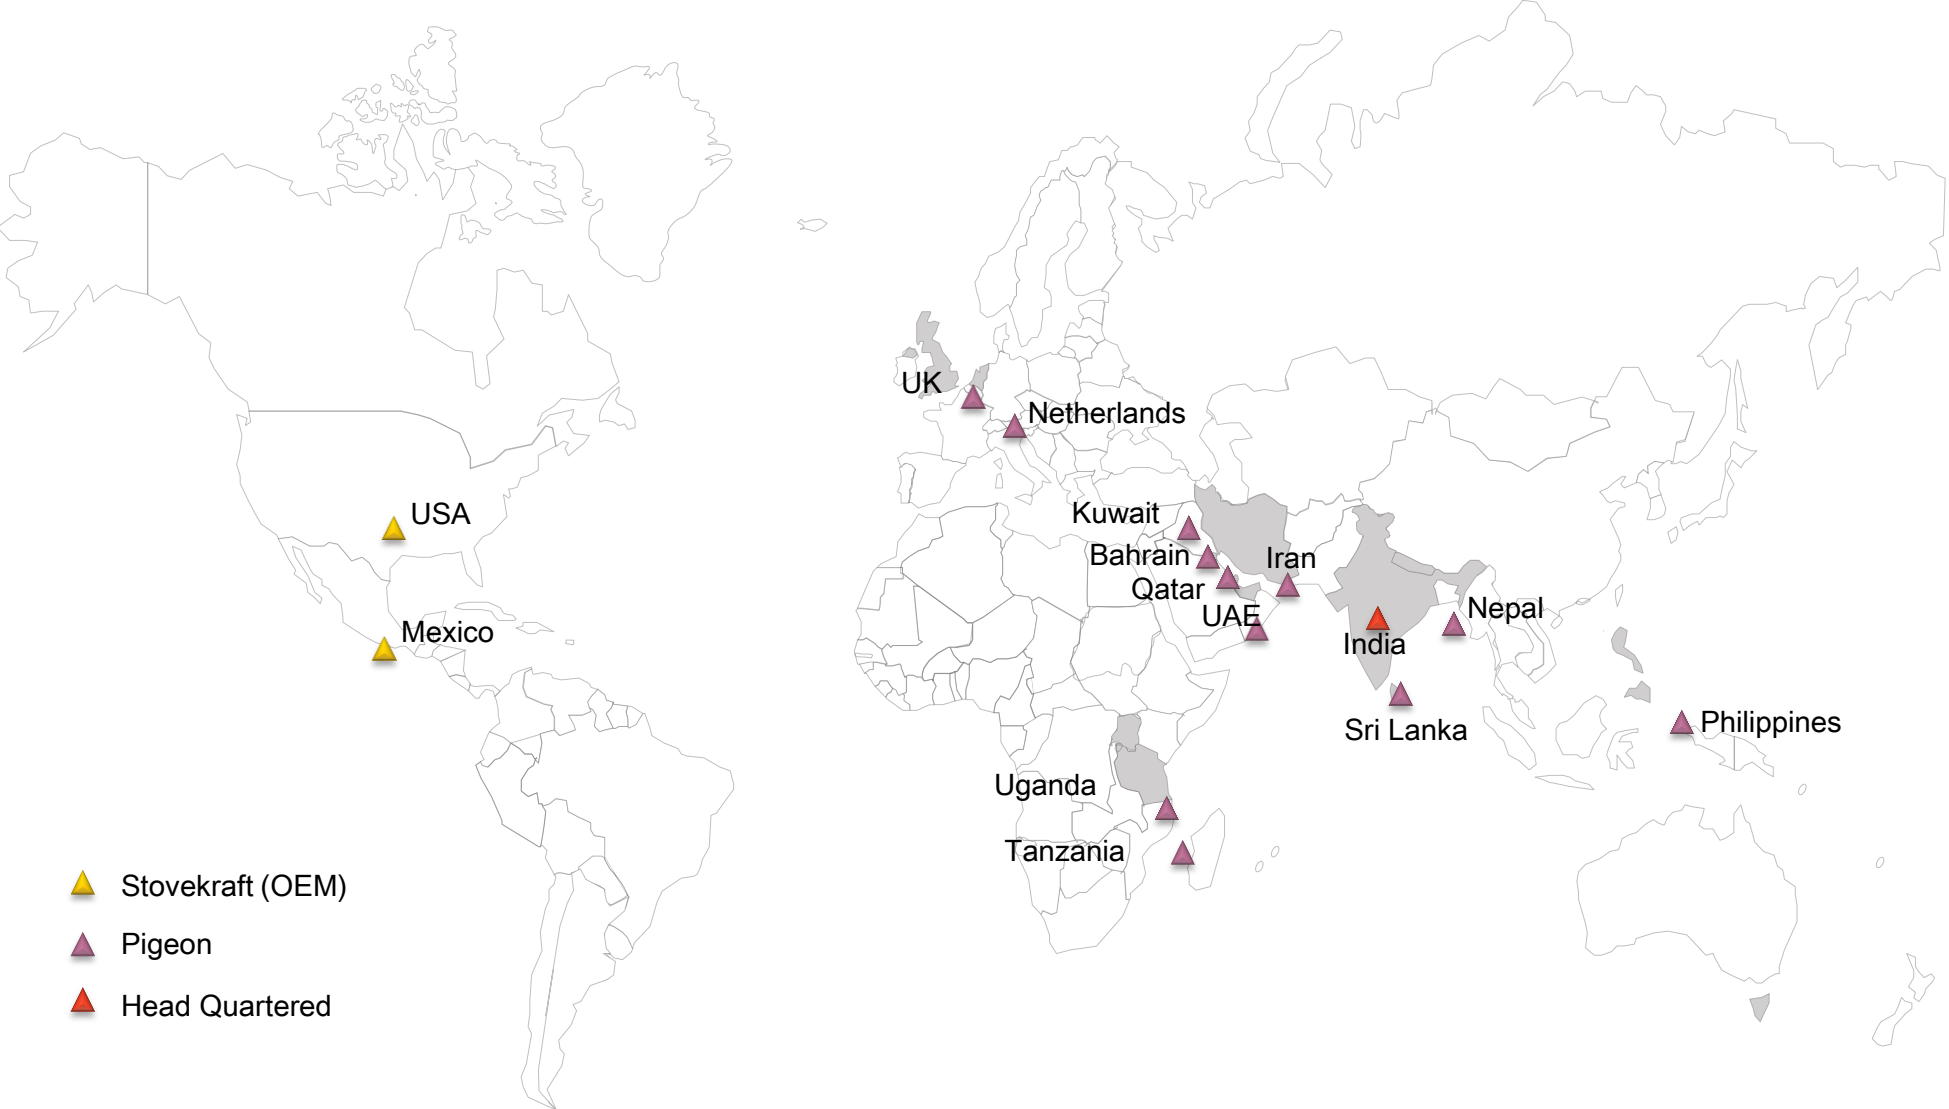 UK
Netherlands
USA
Kuwait
Bahrain
Iran
Qatar
UAE
Nepal
Mexico
India
Sri Lanka
Philippines
Uganda
Tanzania
Stovekraft (OEM)
Pigeon
Head Quartered